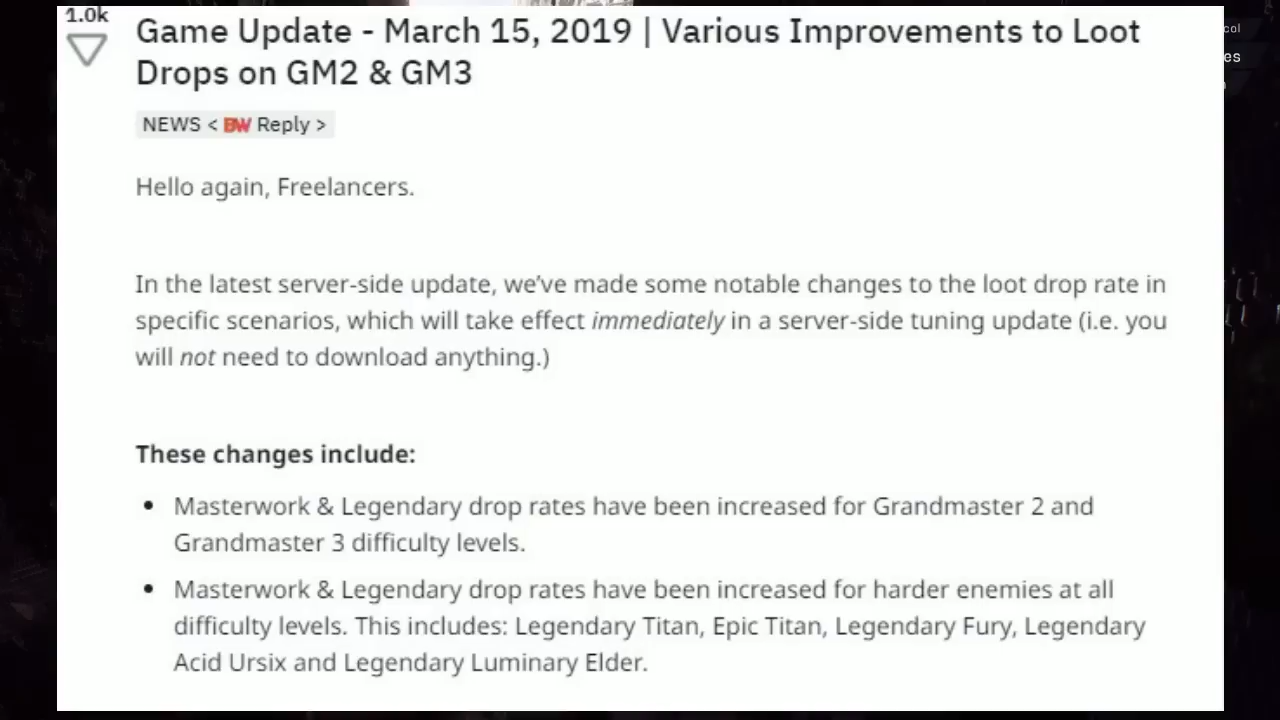 1.0k
Game Update - March 15, 2019 | Various Improvements to Loot
Drops on GM2 & GM3
NEWS < BW Reply >
Hello again, Freelancers.
In the latest server-side update, we’ve made some notable changes to the loot drop rate in
specific scenarios, which will take effect immediately in a server-side tuning update (i.e. you
will not need to download anything.)
These changes include:
• Masterwork & Legendary drop rates have been increased for Grandmaster 2 and
Grandmaster 3 difficulty levels.
• Masterwork & Legendary drop rates have been increased for harder enemies at all
difficulty levels. This includes: Legendary Titan, Epic Titan, Legendary Fury, Legendary
Acid Ursix and Legendary Luminary Elder.
col
es